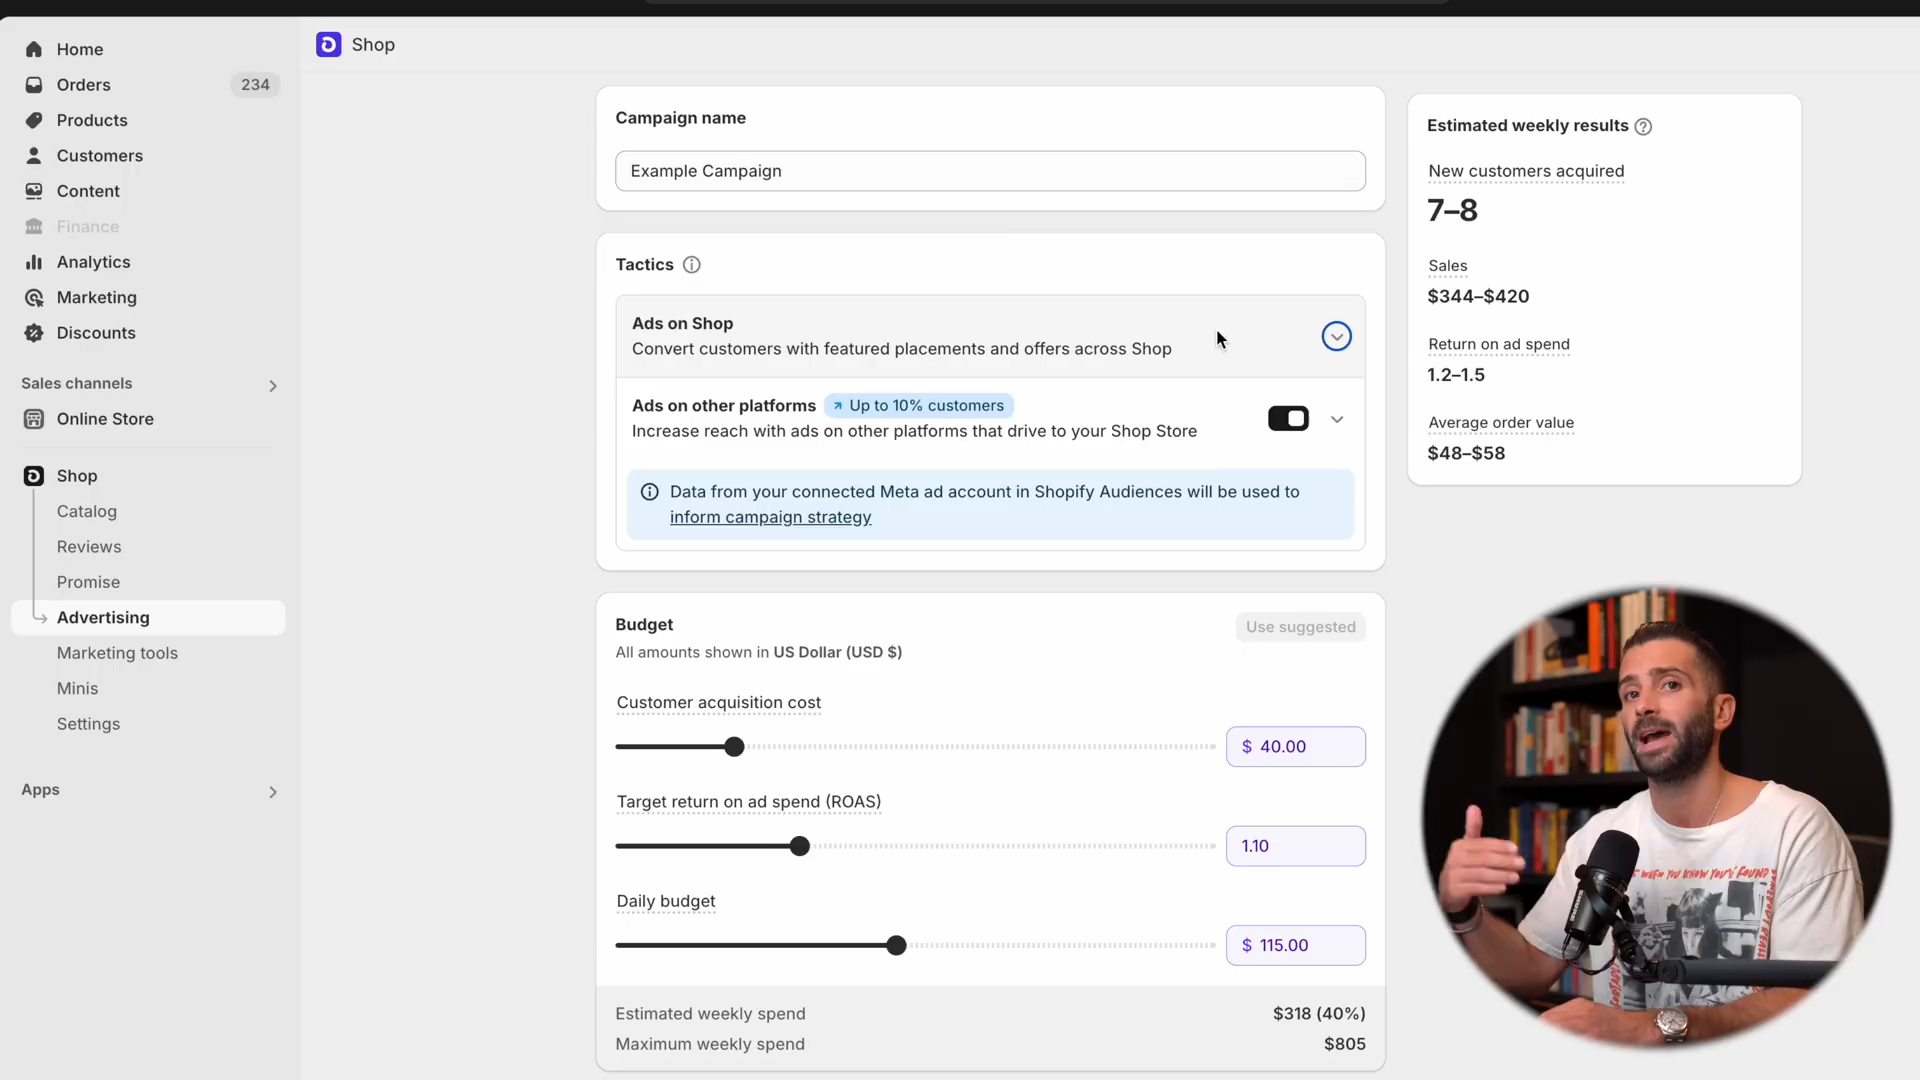 Home
Orders
234
Products
Customers
Content
Finance
Analytics
Marketing
Discounts
Sales channels
Online Store
Shop
Catalog
Reviews
Promise
Advertising
Marketing tools
Minis
Settings
Apps
Shop
Campaign name
Example Campaign
Tactics
Ads on Shop
Convert customers with featured placements and offers across Shop
Ads on other platforms
Up to 10% customers
Increase reach with ads on other platforms that drive to your Shop Store
Data from your connected Meta ad account in Shopify Audiences will be used to
inform campaign strategy
Budget
Use suggested
All amounts shown in US Dollar (USD $)
Customer acquisition cost
$ 40.00
Target return on ad spend (ROAS)
1.10
Daily budget
$ 115.00
Estimated weekly spend
$318 (40%)
Maximum weekly spend
$805
Estimated weekly results
New customers acquired
7–8
Sales
$344–$420
Return on ad spend
1.2–1.5
Average order value
$48–$58
WHEN YOU KNOW YOU'